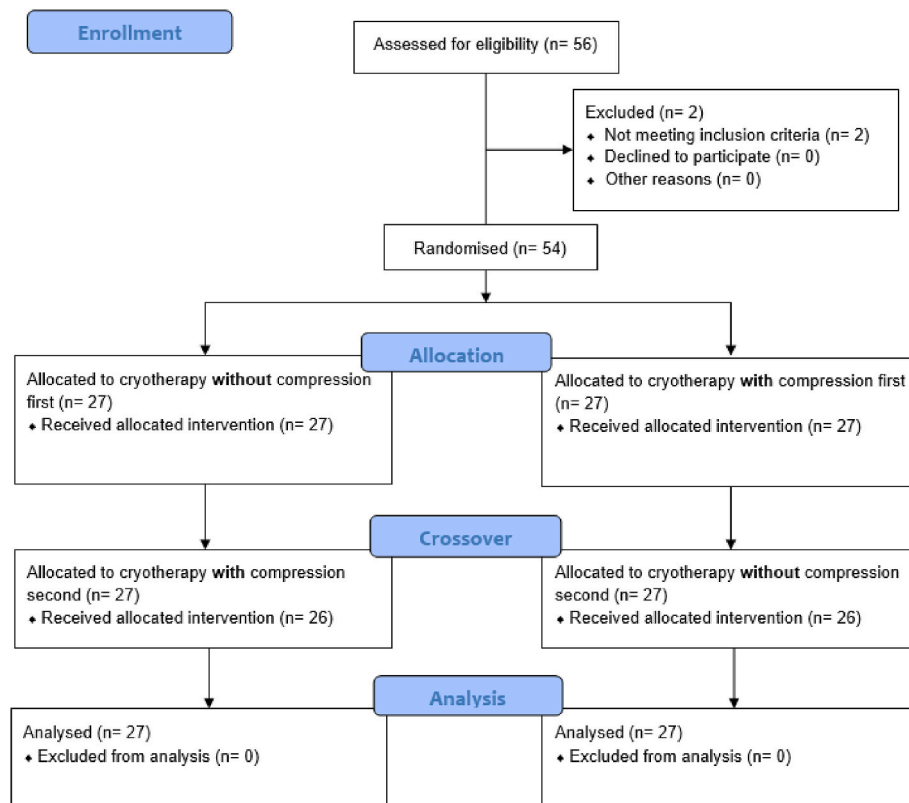 Enrollment
Assessed for eligibility (n= 56)
Excluded (n= 2)
♦ Not meeting inclusion criteria (n= 2)
♦ Declined to participate (n= 0)
♦ Other reasons (n= 0)
Randomised (n= 54)
Allocation
Allocated to cryotherapy without compression
first (n= 27)
♦ Received allocated intervention (n= 27)
Allocated to cryotherapy with compression first
(n= 27)
♦ Received allocated intervention (n= 27)
Crossover
Allocated to cryotherapy with compression
second (n= 27)
♦ Received allocated intervention (n= 26)
Allocated to cryotherapy without compression
second (n= 27)
♦ Received allocated intervention (n= 26)
Analysis
Analysed (n= 27)
♦ Excluded from analysis (n= 0)
Analysed (n= 27)
♦ Excluded from analysis (n= 0)